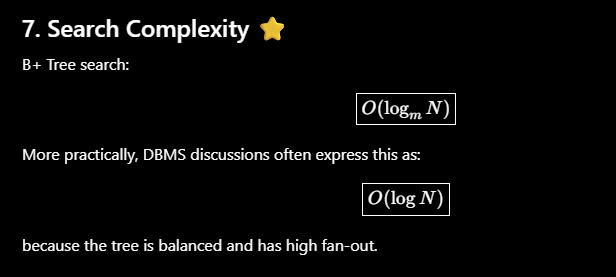 7. Search Complexity ⭐
B+ Tree search:
O(logₘ N)
More practically, DBMS discussions often express this as:
O(log N)
because the tree is balanced and has high fan-out.